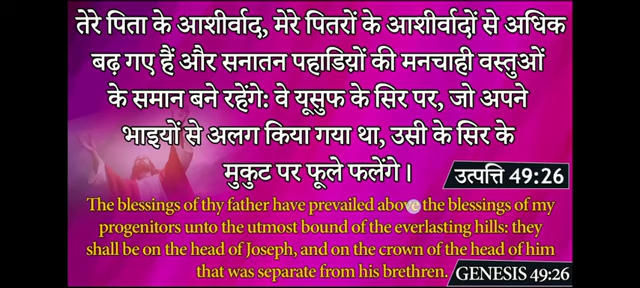 तेरे पिता के आशीर्वाद, मेरे पितरों के आशीर्वादों से अधिक
बढ़ गए हैं और सनातन पहाडिय़ों की मनचाही वस्तुओं
के समान बने रहेंगे: वे यूसुफ के सिर पर, जो अपने
भाइयों से अलग किया गया था, उसी के सिर के
मुकुट पर फूले फलेंगे।
उत्पत्ति 49:26
The blessings of thy father have prevailed above the blessings of my
progenitors unto the utmost bound of the everlasting hills: they
shall be on the head of Joseph, and on the crown of the head of him
that was separate from his brethren.
GENESIS 49:26